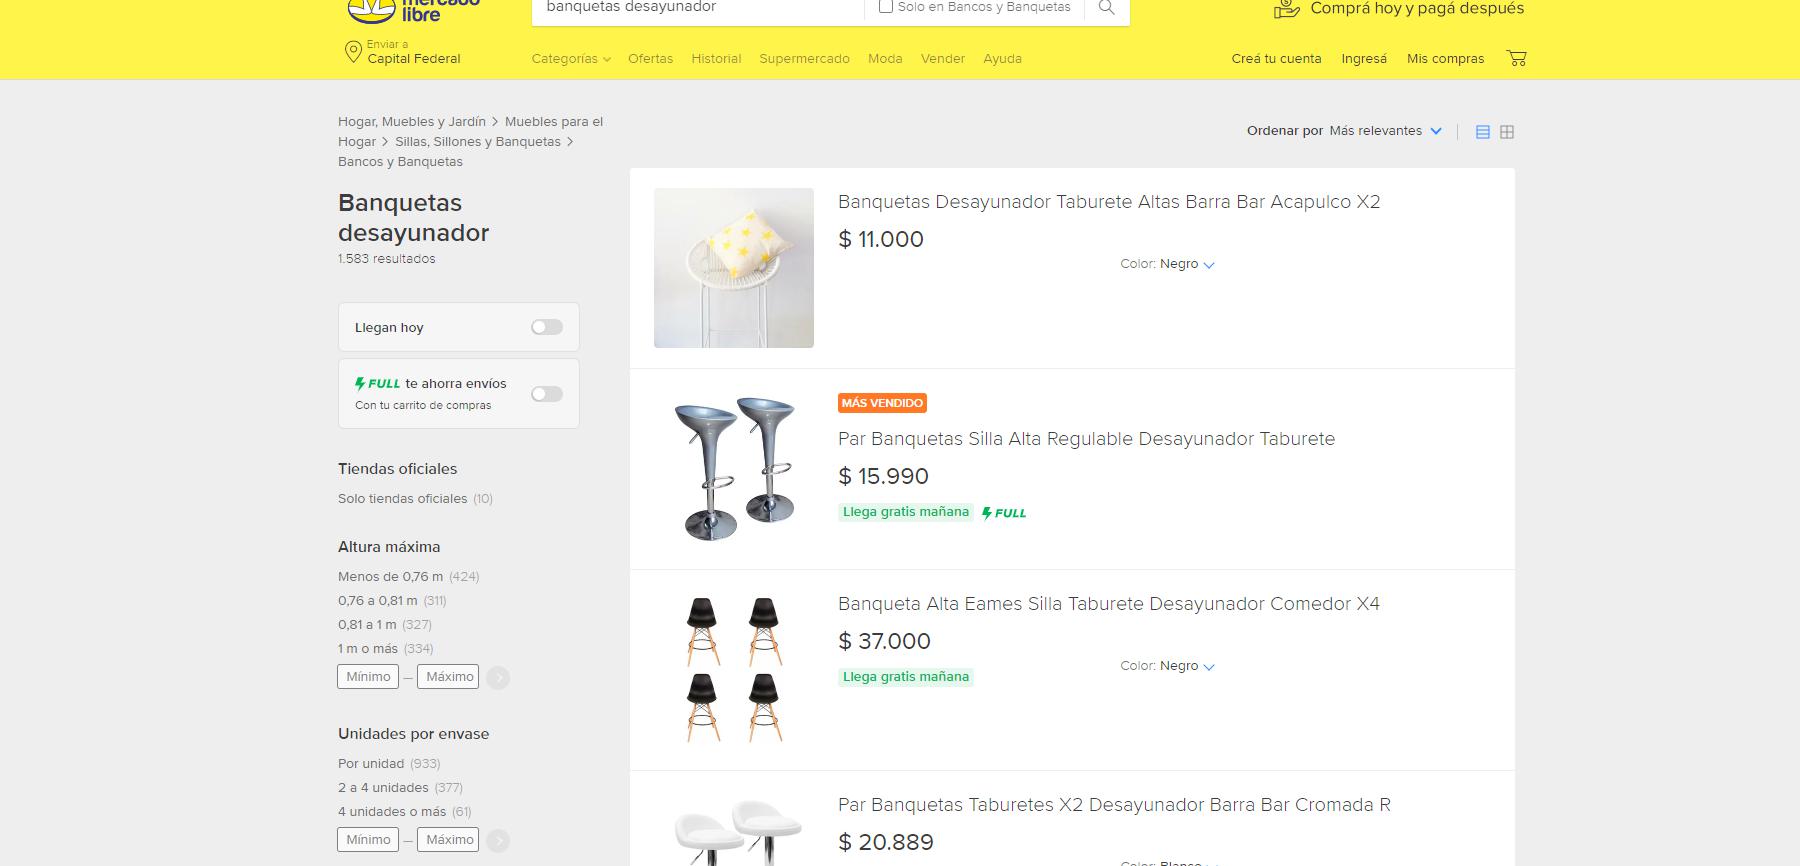 mercado
libre
banquetas desayunador
Solo en Bancos y Banquetas
Comprá hoy y pagá después
Enviar a
Capital Federal
Categorías
Ofertas
Historial
Supermercado
Moda
Vender
Ayuda
Creá tu cuenta
Ingresá
Mis compras
Hogar, Muebles y Jardín > Muebles para el
Hogar > Sillas, Sillones y Banquetas >
Bancos y Banquetas
Banquetas
desayunador
1.583 resultados
Llegan hoy
FULL te ahorra envíos
Con tu carrito de compras
Tiendas oficiales
Solo tiendas oficiales (10)
Altura máxima
Menos de 0,76 m (424)
0,76 a 0,81 m (311)
0,81 a 1 m (327)
1 m o más (334)
Mínimo — Máximo
Unidades por envase
Por unidad (933)
2 a 4 unidades (377)
4 unidades o más (61)
Mínimo — Máximo
Ordenar por Más relevantes
Banquetas Desayunador Taburete Altas Barra Bar Acapulco X2
$ 11.000
Color: Negro
MÁS VENDIDO
Par Banquetas Silla Alta Regulable Desayunador Taburete
$ 15.990
Llega gratis mañana FULL
Banqueta Alta Eames Silla Taburete Desayunador Comedor X4
$ 37.000
Color: Negro
Llega gratis mañana
Par Banquetas Taburetes X2 Desayunador Barra Bar Cromada R
$ 20.889
Color: Blanco